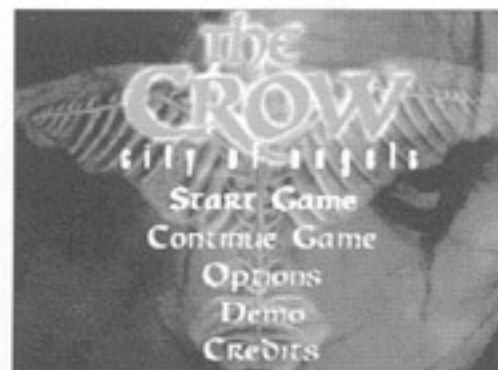 the
CROW
city of angels
Start Game
Continue Game
Options
Demo
Credits